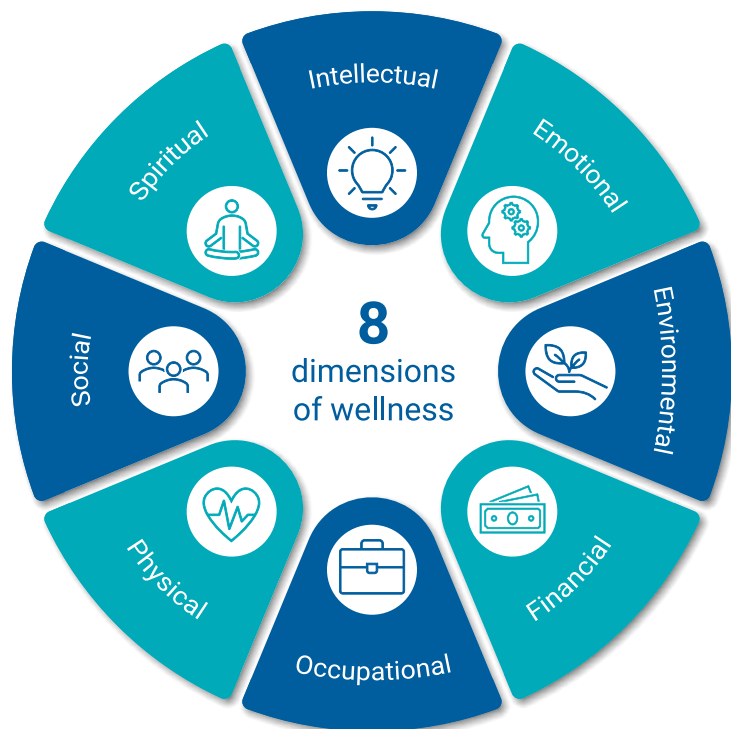 Intellectual
Emotional
Environmental
Financial
Occupational
Physical
Social
Spiritual
8
dimensions
of wellness